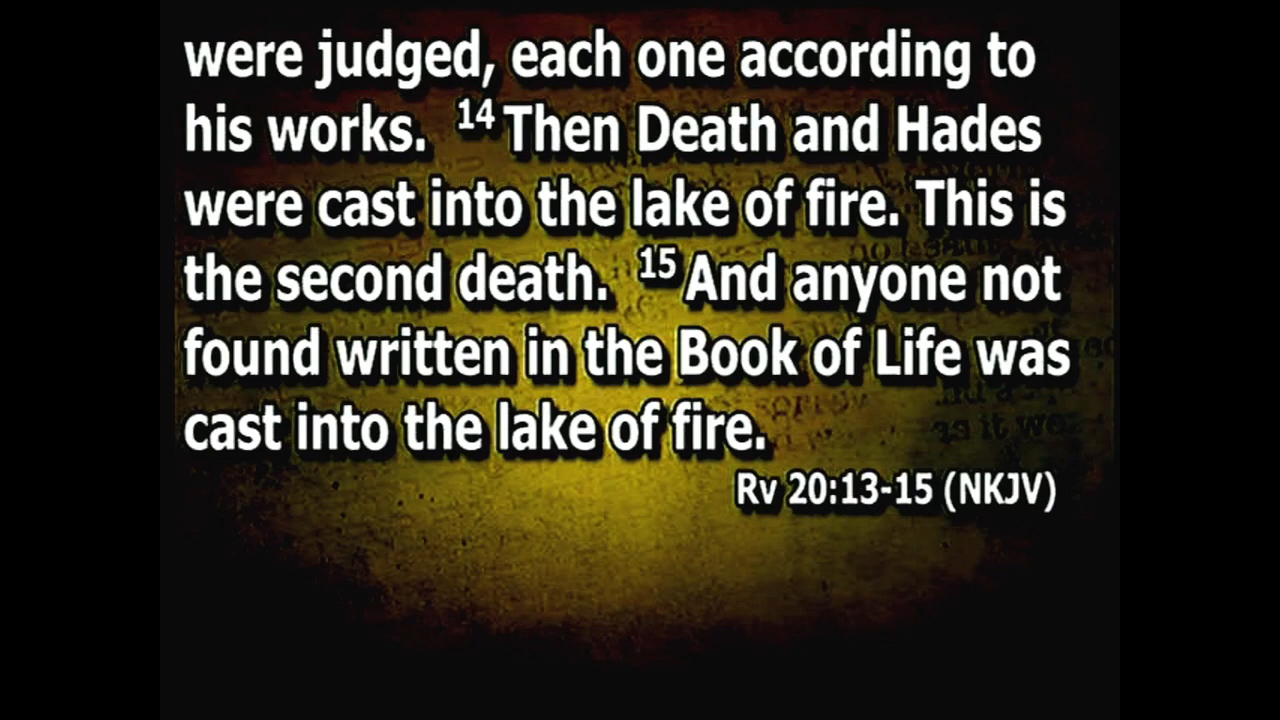 were judged, each one according to
his works. 14 Then Death and Hades
were cast into the lake of fire. This is
the second death. 15 And anyone not
found written in the Book of Life was
cast into the lake of fire.
Rv 20:13-15 (NKJV)